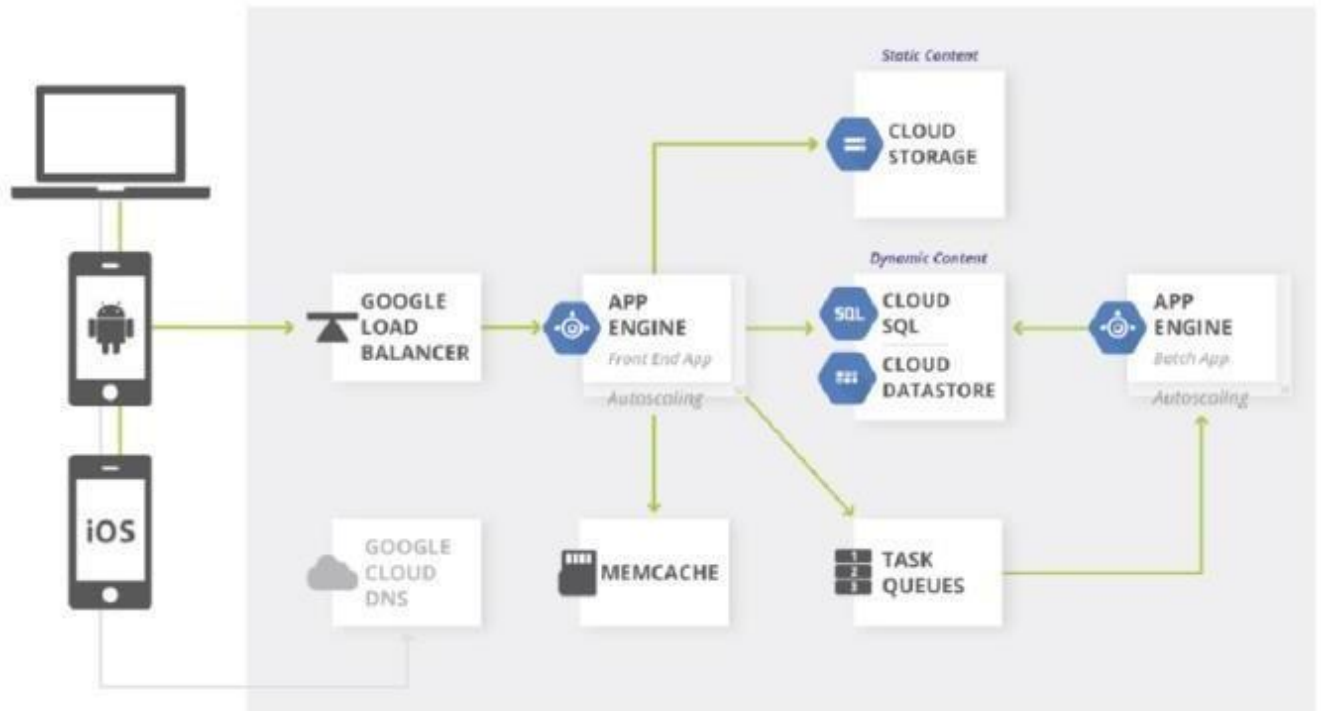 Static Content
CLOUD
STORAGE
Dynamic Content
GOOGLE
LOAD
BALANCER
APP
ENGINE
Front End App
Autoscaling
SQL
CLOUD
SQL
CLOUD
DATASTORE
APP
ENGINE
Batch App
Autoscaling
iOS
GOOGLE
CLOUD
DNS
MEMCACHE
1
2
3
TASK
QUEUES